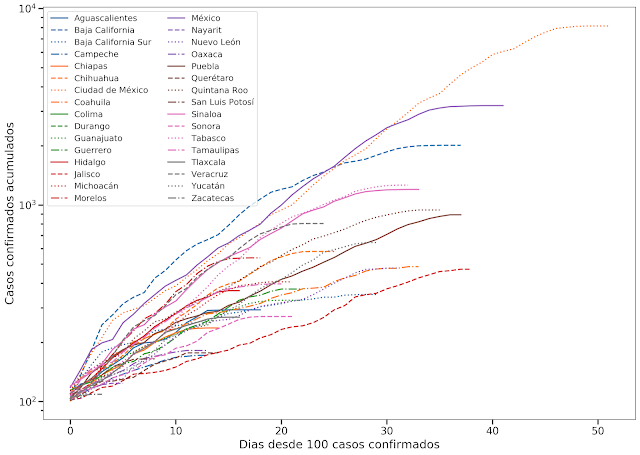 10⁴
10³
10²
Casos confirmados acumulados
Aguascalientes
Baja California
Baja California Sur
Campeche
Chiapas
Chihuahua
Ciudad de México
Coahuila
Colima
Durango
Guanajuato
Guerrero
Hidalgo
Jalisco
Michoacán
Morelos
México
Nayarit
Nuevo León
Oaxaca
Puebla
Querétaro
Quintana Roo
San Luis Potosí
Sinaloa
Sonora
Tabasco
Tamaulipas
Tlaxcala
Veracruz
Yucatán
Zacatecas
0 10 20 30 40 50
Dias desde 100 casos confirmados